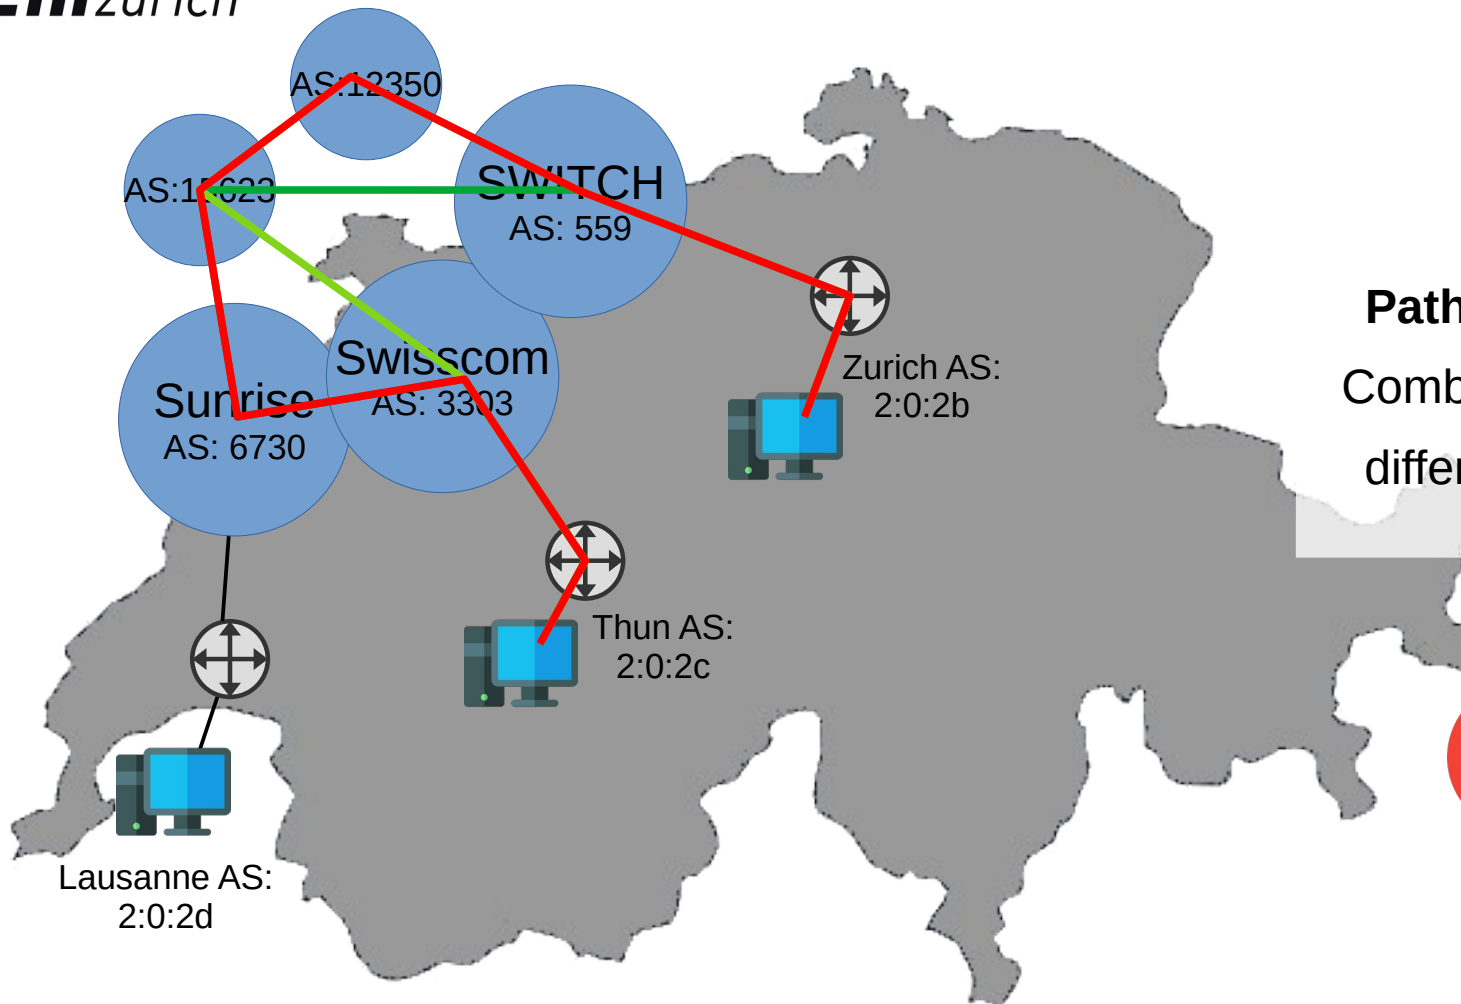 zürich
AS:12350
AS:15623
SWITCH
AS: 559
Swisscom
AS: 3303
Sunrise
AS: 6730
Zurich AS:
2:0:2b
Thun AS:
2:0:2c
Lausanne AS:
2:0:2d
Path
Comb
differ